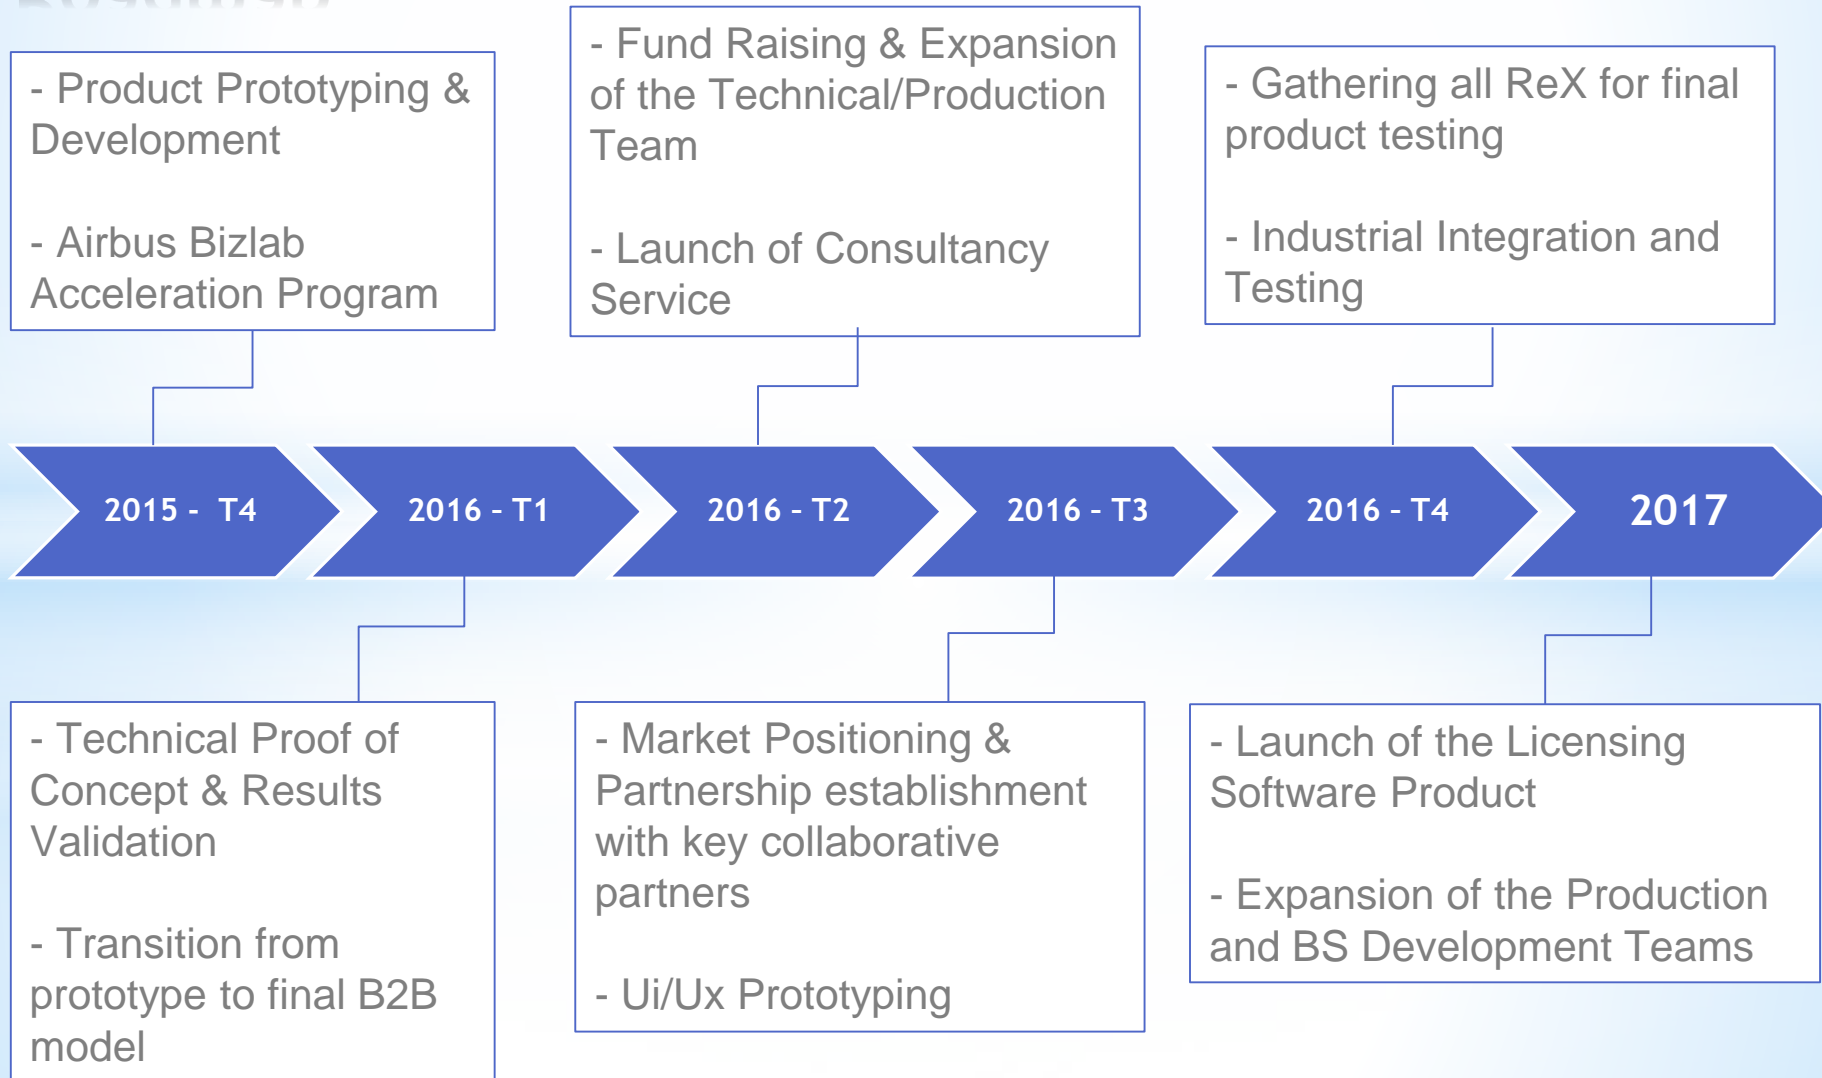 - Product Prototyping &
Development
- Airbus Bizlab
Acceleration Program
- Fund Raising & Expansion
of the Technical/Production
Team
- Launch of Consultancy
Service
- Gathering all ReX for final
product testing
- Industrial Integration and
Testing
2015 - T4
2016 - T1
2016 - T2
2016 - T3
2016 - T4
2017
- Technical Proof of
Concept & Results
Validation
- Transition from
prototype to final B2B
model
- Market Positioning &
Partnership establishment
with key collaborative
partners
- Ui/Ux Prototyping
- Launch of the Licensing
Software Product
- Expansion of the Production
and BS Development Teams